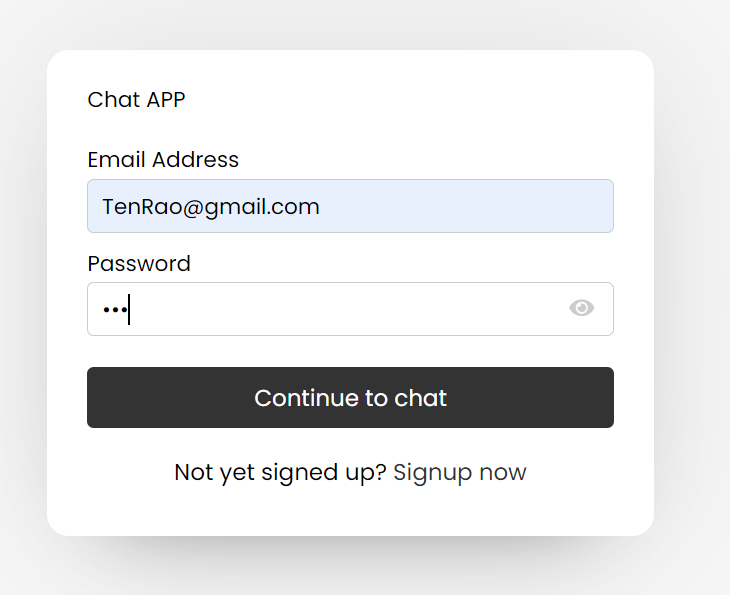 Chat APP
Email Address
TenRao@gmail.com
Password
•••
Continue to chat
Not yet signed up? Signup now